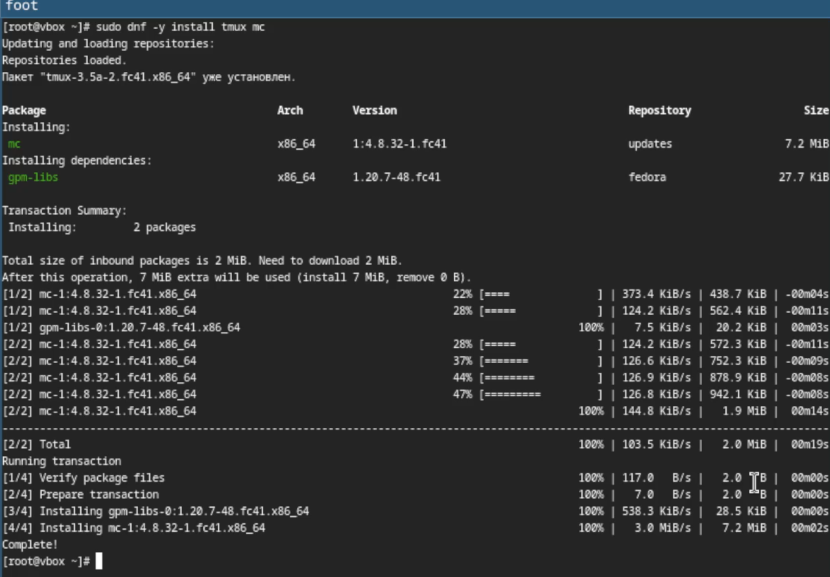 foot
[root@vbox ~]# sudo dnf -y install tmux mc
Updating and loading repositories:
Repositories loaded.
Пакет "tmux-3.5a-2.fc41.x86_64" уже установлен.
Package Arch Version Repository Size
Installing:
mc x86_64 1:4.8.32-1.fc41 updates 7.2 MiB
Installing dependencies:
gpm-libs x86_64 1.20.7-48.fc41 fedora 27.7 KiB
Transaction Summary:
Installing: 2 packages
Total size of inbound packages is 2 MiB. Need to download 2 MiB.
After this operation, 7 MiB extra will be used (install 7 MiB, remove 0 B).
[1/2] mc-1:4.8.32-1.fc41.x86_64 22% [==== ] | 373.4 KiB/s | 438.7 KiB | -00m04s
[1/2] mc-1:4.8.32-1.fc41.x86_64 28% [===== ] | 124.2 KiB/s | 562.4 KiB | -00m11s
[1/2] gpm-libs-0:1.20.7-48.fc41.x86_64 100% | 7.5 KiB/s | 20.2 KiB | 00m03s
[2/2] mc-1:4.8.32-1.fc41.x86_64 28% [===== ] | 124.2 KiB/s | 572.3 KiB | -00m11s
[2/2] mc-1:4.8.32-1.fc41.x86_64 37% [======= ] | 126.6 KiB/s | 752.3 KiB | -00m09s
[2/2] mc-1:4.8.32-1.fc41.x86_64 44% [======== ] | 126.9 KiB/s | 878.9 KiB | -00m08s
[2/2] mc-1:4.8.32-1.fc41.x86_64 47% [========= ] | 126.8 KiB/s | 942.1 KiB | -00m08s
[2/2] mc-1:4.8.32-1.fc41.x86_64 100% | 144.8 KiB/s | 1.9 MiB | 00m14s
--------------------------------------------------------------------------------
[2/2] Total 100% | 103.5 KiB/s | 2.0 MiB | 00m19s
Running transaction
[1/4] Verify package files 100% | 117.0 B/s | 2.0 B | 00m00s
[2/4] Prepare transaction 100% | 7.0 B/s | 2.0 B | 00m00s
[3/4] Installing gpm-libs-0:1.20.7-48.fc41.x86_64 100% | 538.3 KiB/s | 28.5 KiB | 00m00s
[4/4] Installing mc-1:4.8.32-1.fc41.x86_64 100% | 3.0 MiB/s | 7.2 MiB | 00m02s
Complete!
[root@vbox ~]#